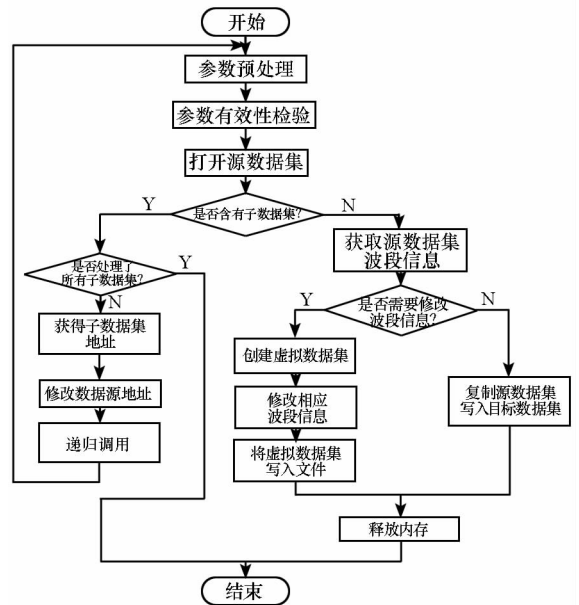 开始
参数预处理
参数有效性检验
打开源数据集
是否含有子数据集?
Y
N
是否处理了
所有子数据集?
Y
N
获得子数据集
地址
修改数据源地址
递归调用
获取源数据集
波段信息
是否需要修改
波段信息?
Y
N
创建虚拟数据集
修改相应
波段信息
将虚拟数据集
写入文件
复制源数据集
写入目标数据集
释放内存
结束